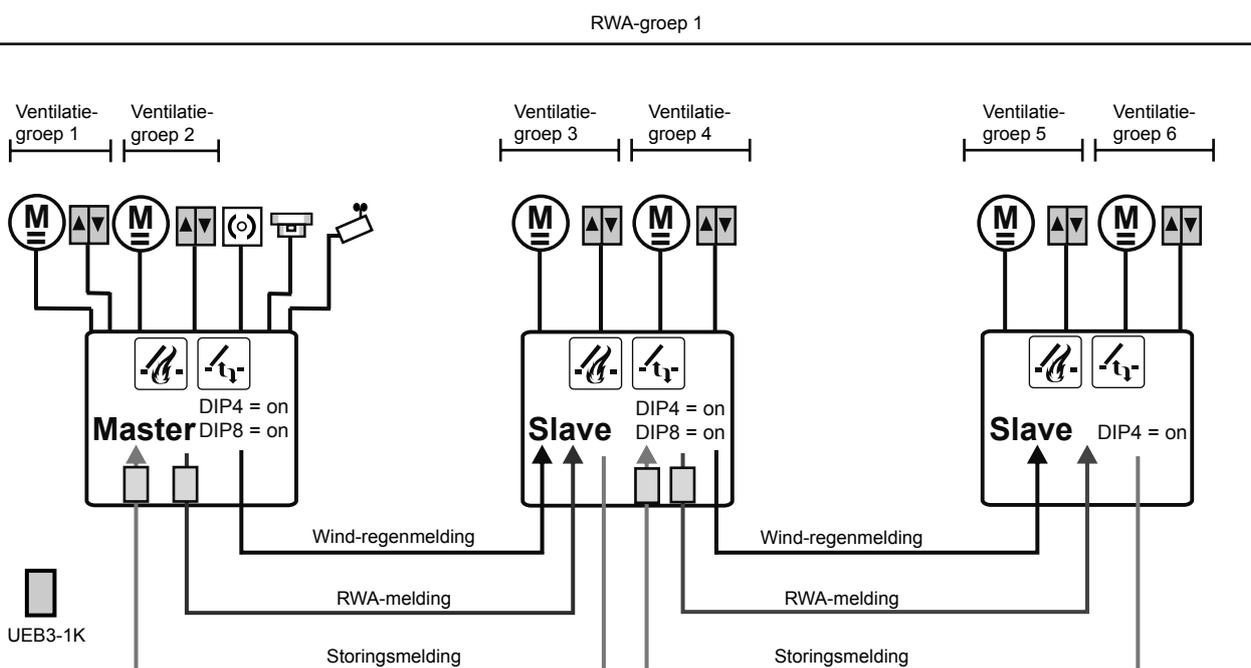 RWA-groep 1
Ventilatie-
groep 1
Ventilatie-
groep 2
Ventilatie-
groep 3
Ventilatie-
groep 4
Ventilatie-
groep 5
Ventilatie-
groep 6
M
M
M
M
M
M
Master
DIP4 = on
DIP8 = on
Slave
DIP4 = on
DIP8 = on
Slave
DIP4 = on
Wind-regenmelding
Wind-regenmelding
RWA-melding
RWA-melding
UEB3-1K
Storingsmelding
Storingsmelding